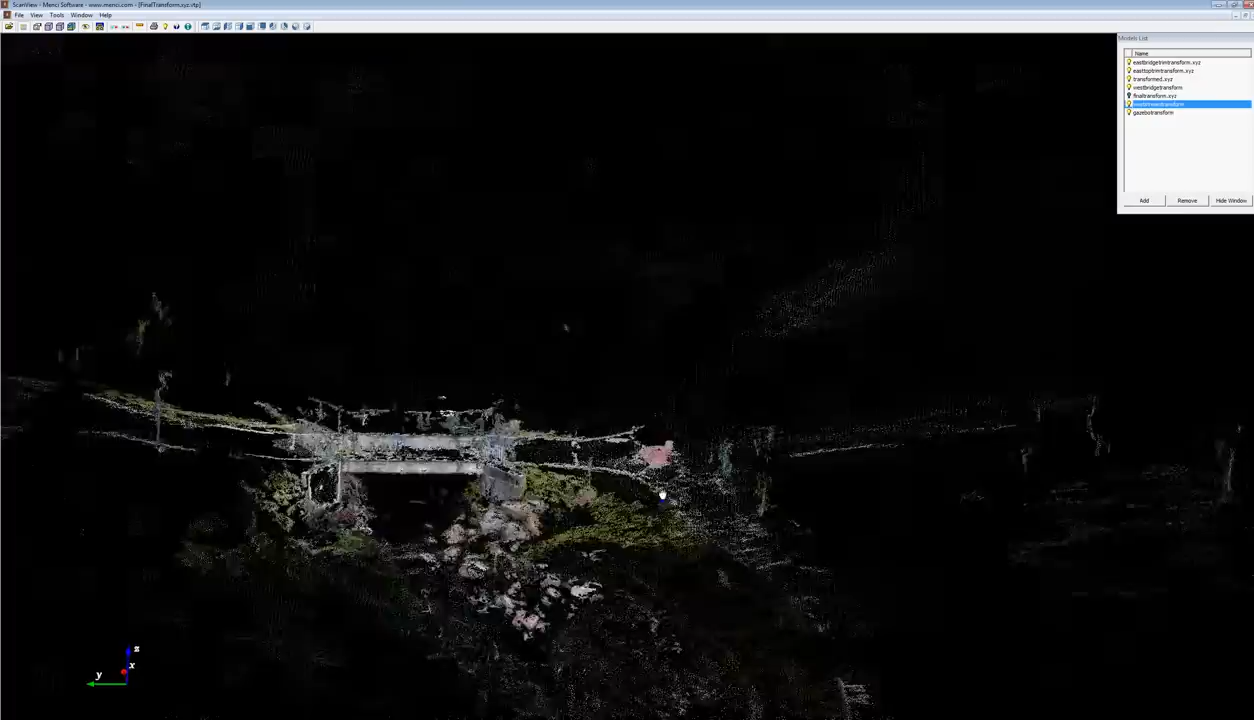 ScanView - Menci Software - www.menci.com - [FinalTransform.xyz.stp]
File View Tools Window Help
Models List
Name
eastbridgetrimtransform.xyz
easttoptrimtransform.xyz
transformed.xyz
westbridgetransform
finaltransform.xyz
gazebotransform
Add Remove Hide Window
z
x
y